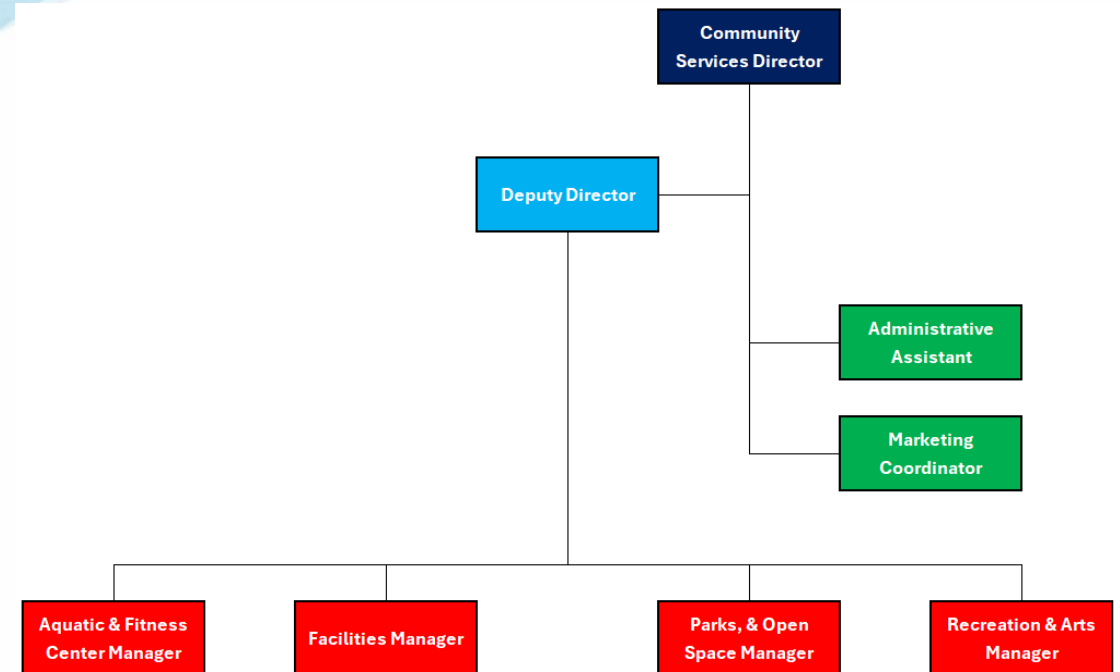 Community
Services Director
Deputy Director
Administrative
Assistant
Marketing
Coordinator
Aquatic & Fitness
Center Manager
Facilities Manager
Parks, & Open
Space Manager
Recreation & Arts
Manager